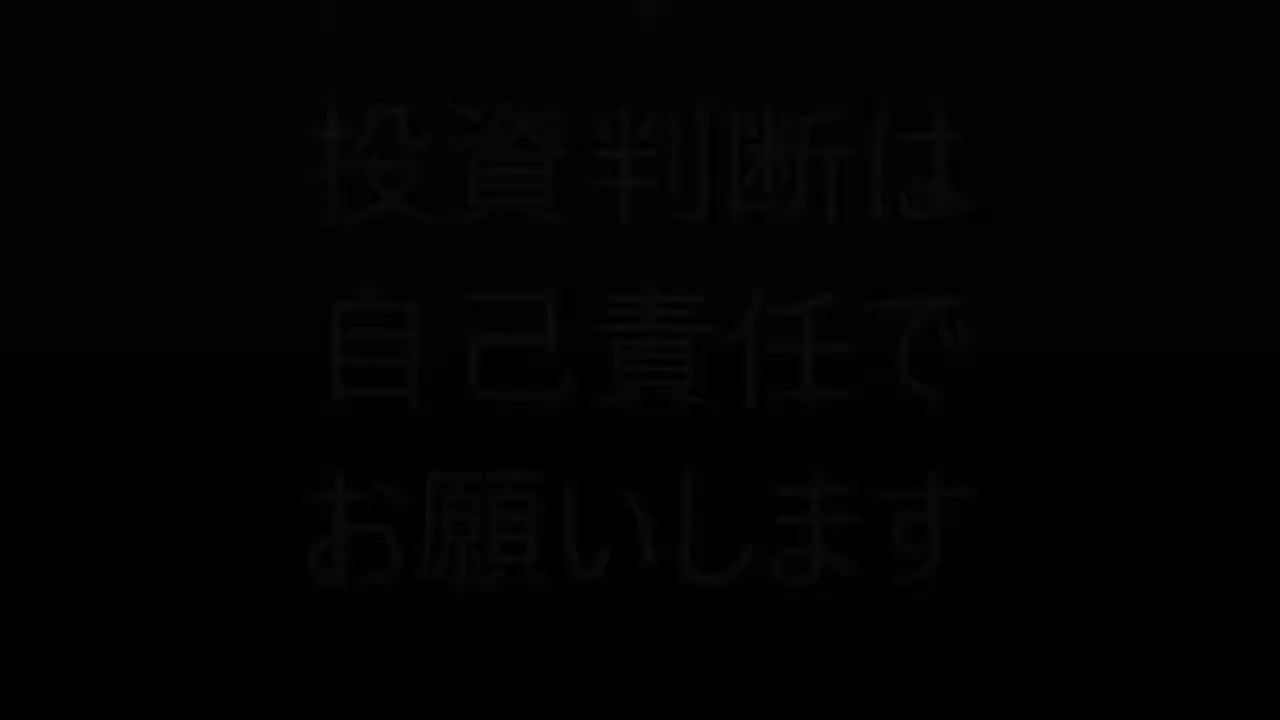 投資判断は
自己責任で
お願いします